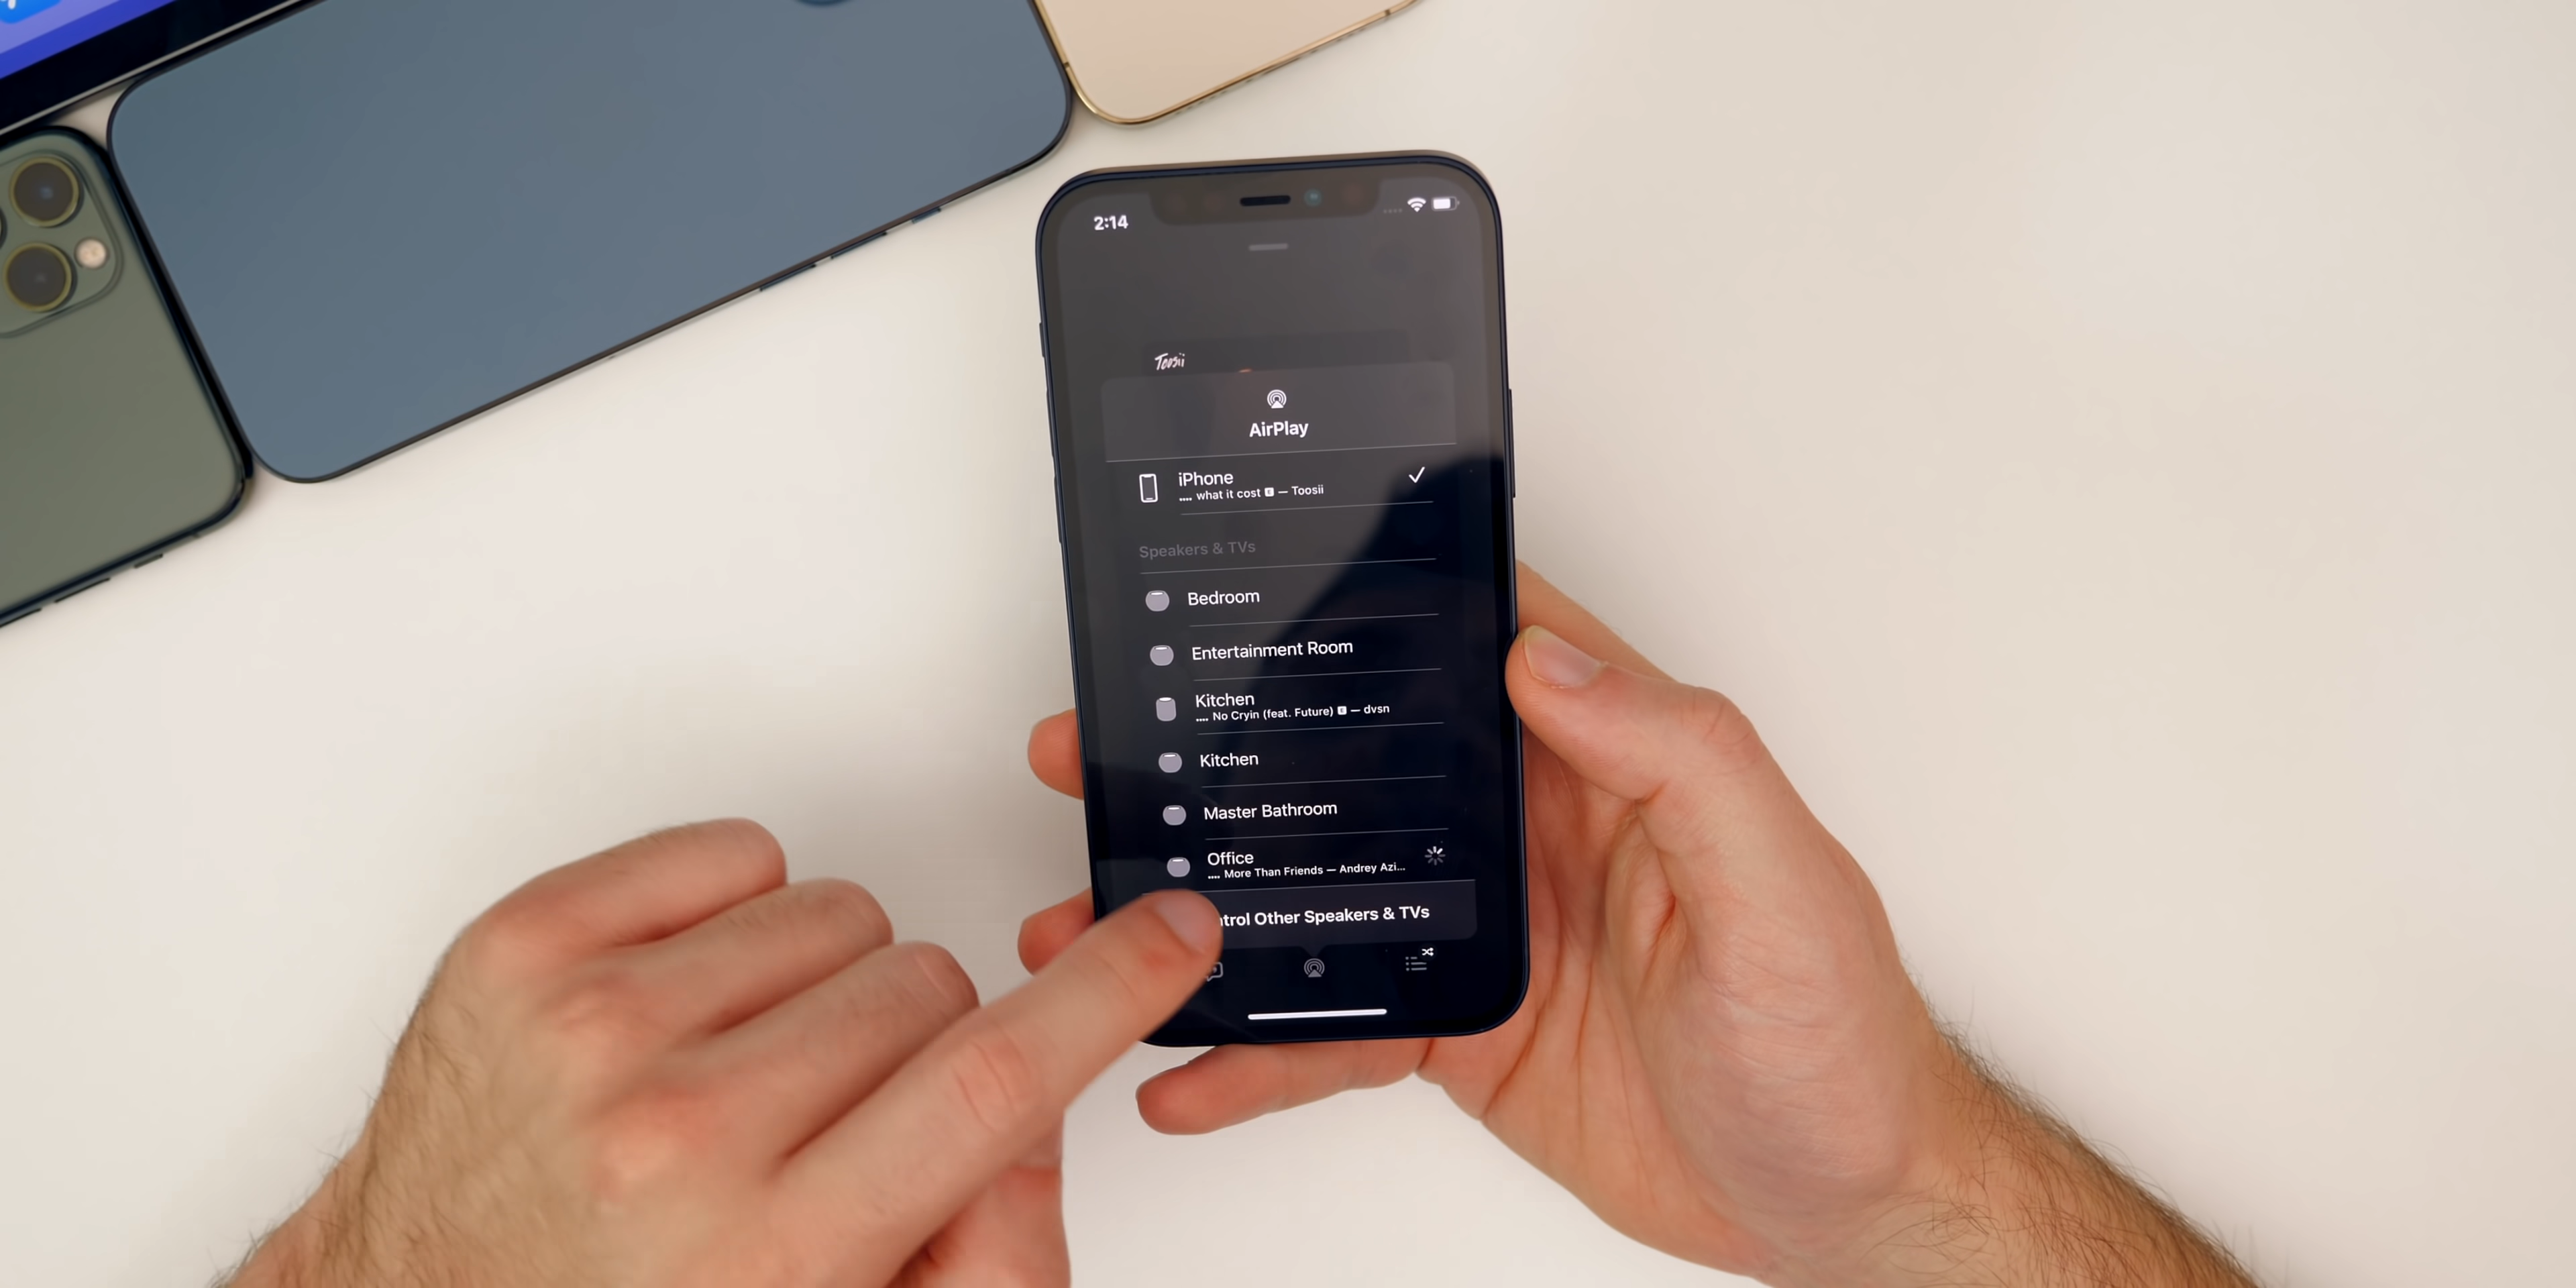 2:14
Toosii
AirPlay
iPhone
what it cost E — Toosii
Speakers & TVs
Bedroom
Entertainment Room
Kitchen
No Cryin (feat. Future) E — dvsn
Kitchen
Master Bathroom
Office
More Than Friends — Andrey Azi...
Other Speakers & TVs